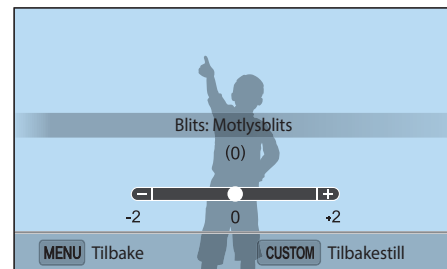 Blits: Motlysblits
(0)
-2 0 +2
MENU Tilbake CUSTOM Tilbakestill